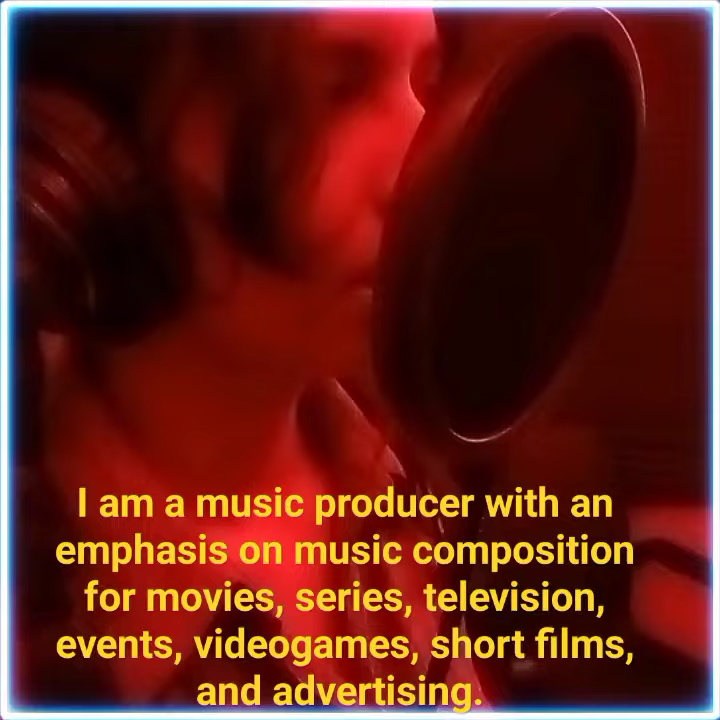 I am a music producer with an
emphasis on music composition
for movies, series, television,
events, videogames, short films,
and advertising.